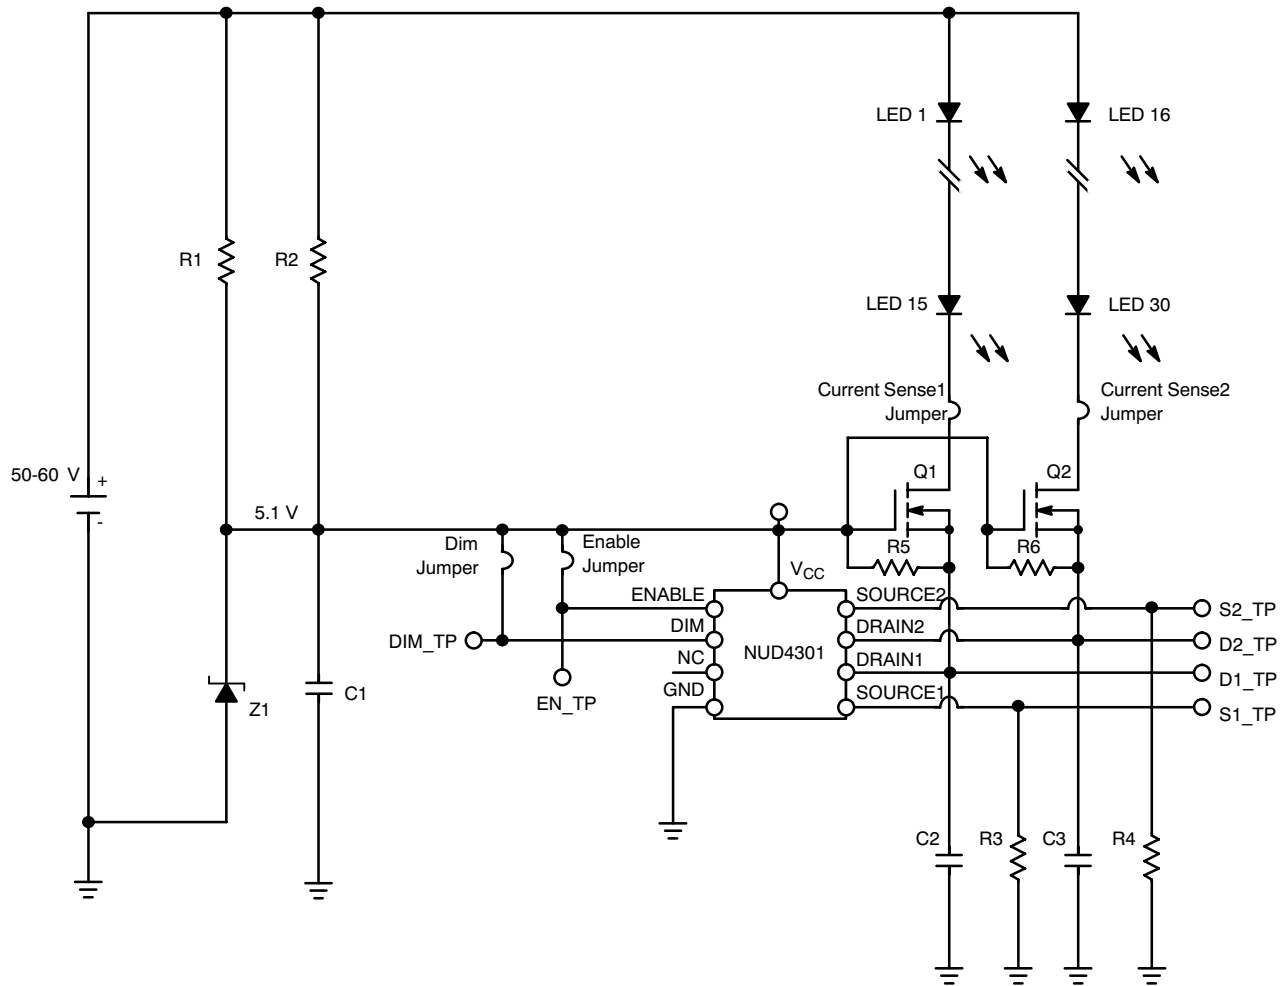 LED 1
LED 16
R1
R2
LED 15
LED 30
Current Sense1
Jumper
Current Sense2
Jumper
50-60 V
+
-
Q1
Q2
5.1 V
Dim
Jumper
Enable
Jumper
R5
R6
VCC
ENABLE
SOURCE2
S2_TP
DIM_TP
DIM
NUD4301
DRAIN2
D2_TP
NC
DRAIN1
D1_TP
GND
SOURCE1
S1_TP
EN_TP
Z1
C1
C2
R3
C3
R4